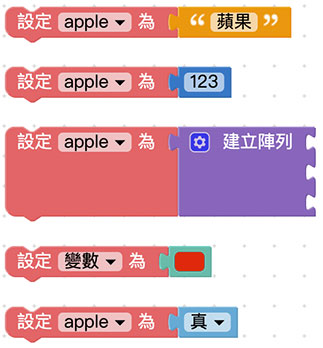 設定 apple 為 “ 蘋果 ”
設定 apple 為 123
設定 apple 為 建立陣列
設定 變數 為
設定 apple 為 真